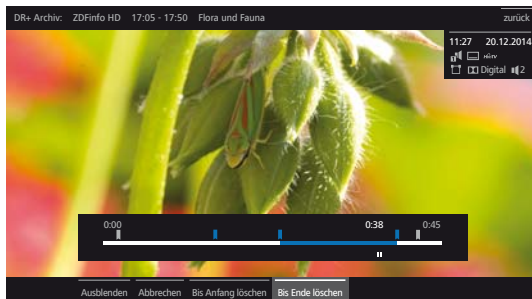 DR+ Archiv: ZDFinfo HD 17:05 - 17:50 Flora und Fauna zurück
11:27 20.12.2014
HbbTV
Digital 2
0:00 0:38 0:45
Ausblenden Abbrechen Bis Anfang löschen Bis Ende löschen